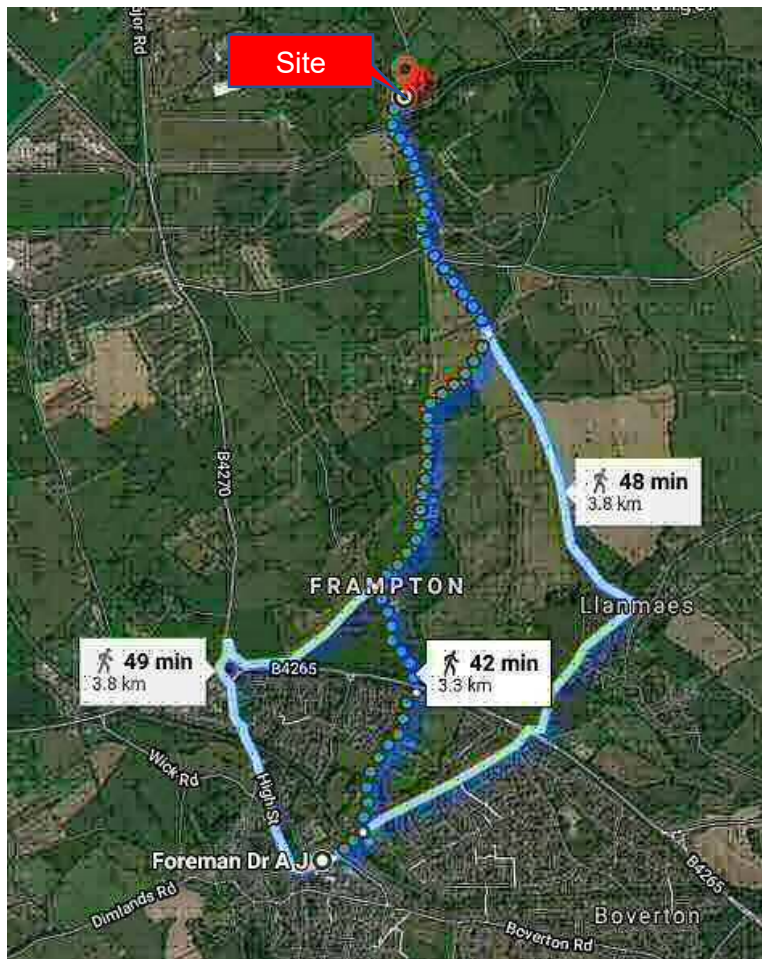 Site
B4270
48 min
3.8 km
FRAMPTON
Llanmaes
49 min
3.8 km
B4265
42 min
3.3 km
Wick Rd
High St
Foreman Dr A J
B4265
Dimlands Rd
Boverton
Boverton Rd